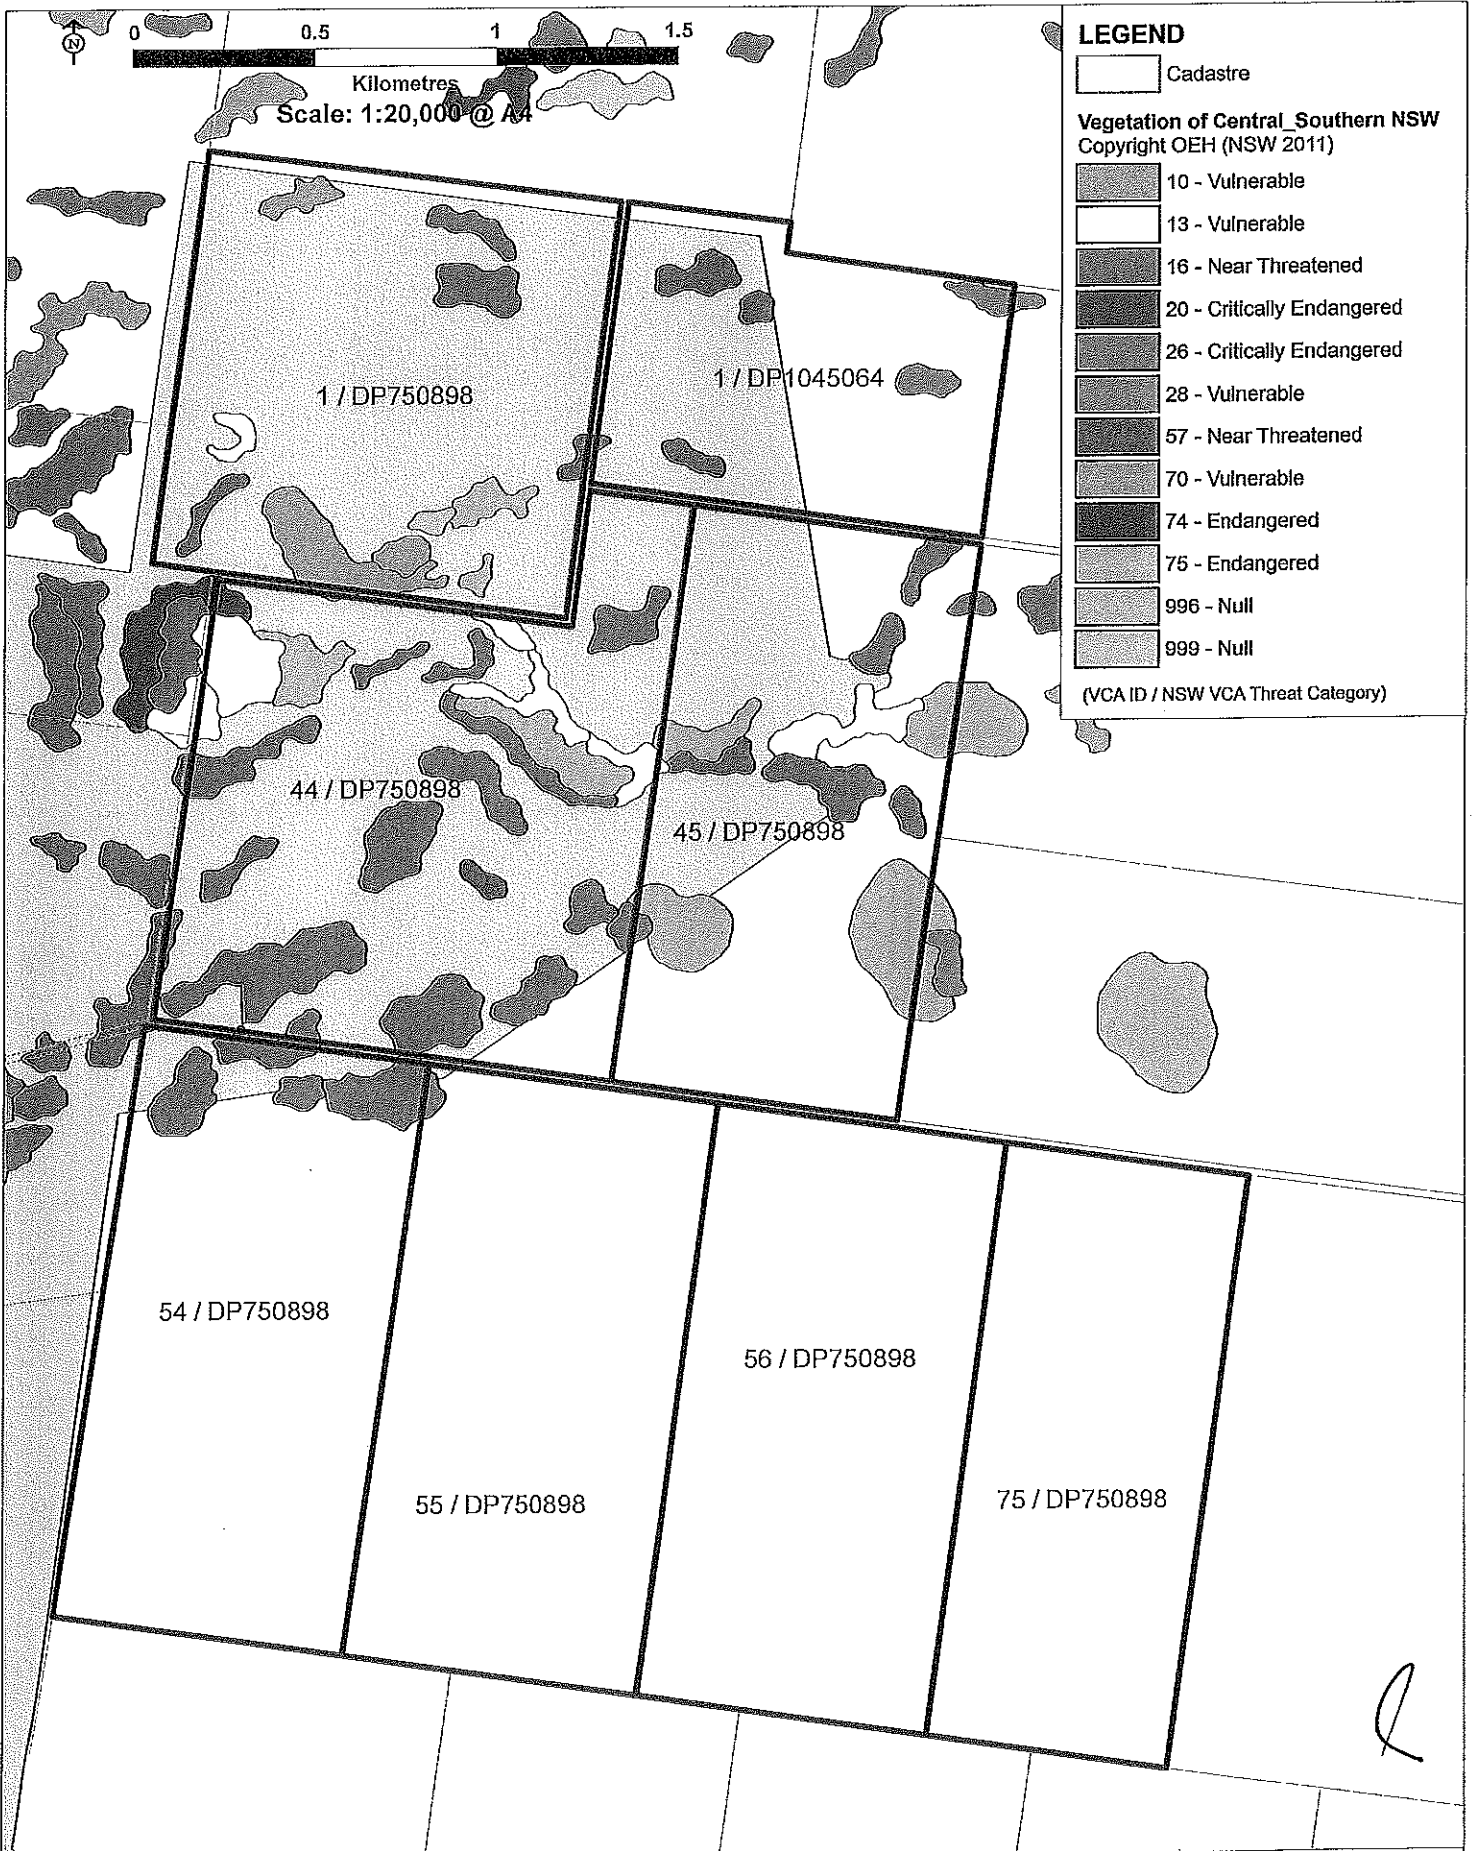 N
0 0.5 1 1.5
Kilometres
Scale: 1:20,000 @ A4
LEGEND
Cadastre
Vegetation of Central_Southern NSW
Copyright OEH (NSW 2011)
10 - Vulnerable
13 - Vulnerable
16 - Near Threatened
20 - Critically Endangered
26 - Critically Endangered
28 - Vulnerable
57 - Near Threatened
70 - Vulnerable
74 - Endangered
75 - Endangered
996 - Null
999 - Null
(VCA ID / NSW VCA Threat Category)
1 / DP750898
1 / DP1045064
44 / DP750898
45 / DP750898
54 / DP750898
56 / DP750898
55 / DP750898
75 / DP750898